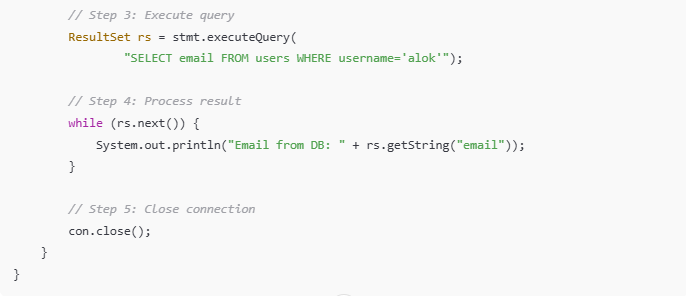 // Step 3: Execute query
ResultSet rs = stmt.executeQuery(
"SELECT email FROM users WHERE username='alok'");
// Step 4: Process result
while (rs.next()) {
System.out.println("Email from DB: " + rs.getString("email"));
}
// Step 5: Close connection
con.close();
}
}